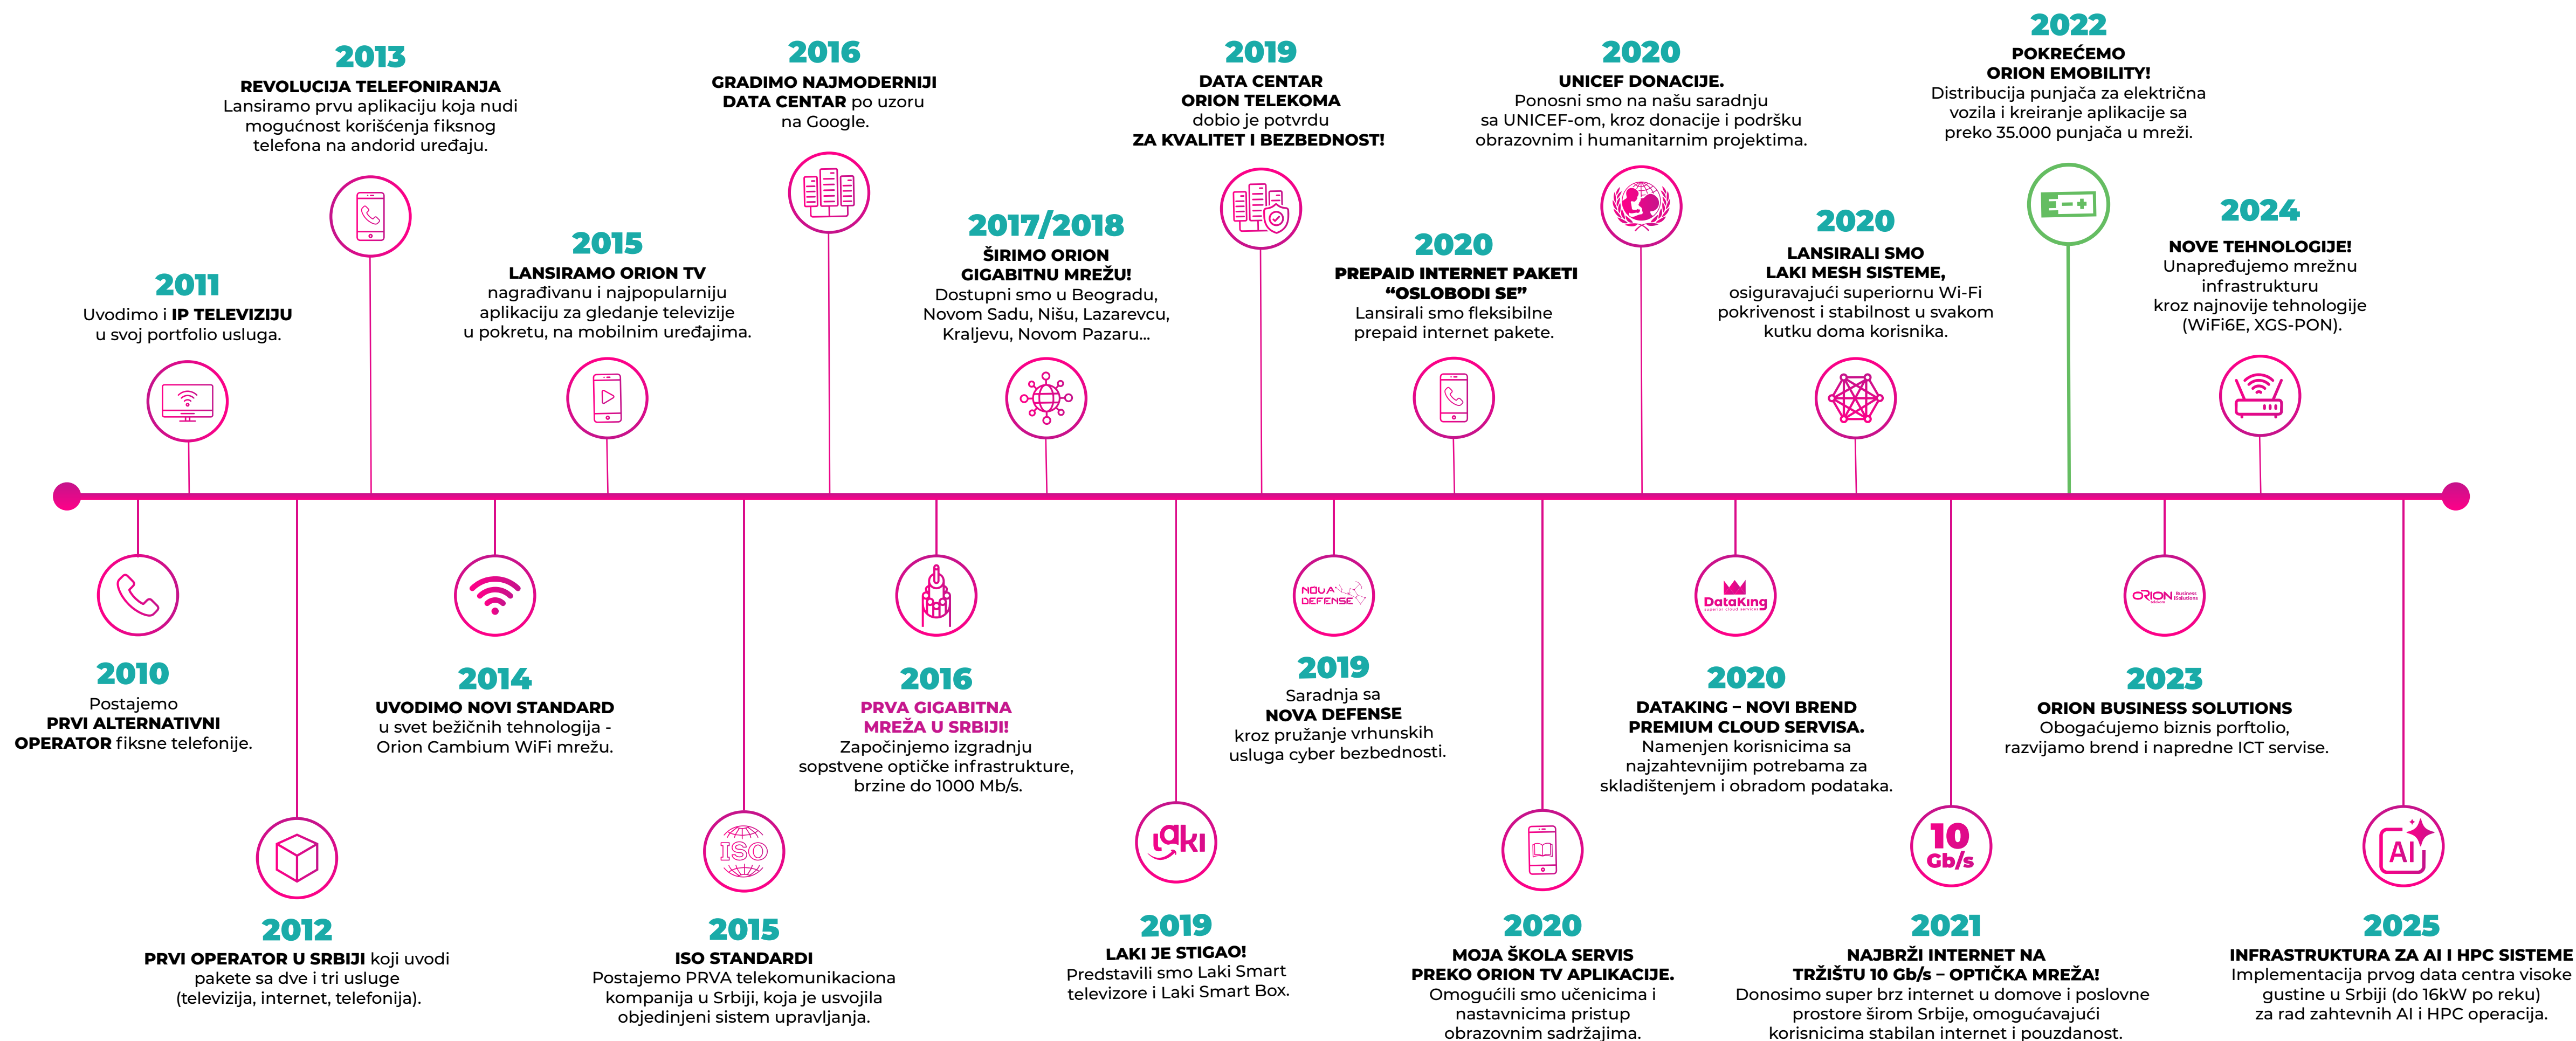 2013
REVOLUCIJA TELEFONIRANJA
Lansiramo prvu aplikaciju koja nudi
mogućnost korišćenja fiksnog
telefona na andorid uređaju.
2016
GRADIMO NAJMODERNIJI
DATA CENTAR po uzoru
na Google.
2019
DATA CENTAR
ORION TELEKOMA
dobio je potvrdu
ZA KVALITET I BEZBEDNOST!
2020
UNICEF DONACIJE.
Ponosni smo na našu saradnju
sa UNICEF-om, kroz donacije i podršku
obrazovnim i humanitarnim projektima.
2022
POKREĆEMO
ORION EMOBILITY!
Distribucija punjača za električna
vozila i kreiranje aplikacije sa
preko 35.000 punjača u mreži.
E-+
2011
Uvodimo i IP TELEVIZIJU
u svoj portfolio usluga.
2015
LANSIRAMO ORION TV
nagrađivanu i najpopularniju
aplikaciju za gledanje televizije
u pokretu, na mobilnim uređajima.
2017/2018
ŠIRIMO ORION
GIGABITNU MREŽU!
Dostupni smo u Beogradu,
Novom Sadu, Nišu, Lazarevcu,
Kraljevu, Novom Pazaru...
2020
PREPAID INTERNET PAKETI
“OSLOBODI SE”
Lansirali smo fleksibilne
prepaid internet pakete.
2020
LANSIRALI SMO
LAKI MESH SISTEME,
osiguravajući superiornu Wi-Fi
pokrivenost i stabilnost u svakom
kutku doma korisnika.
2024
NOVE TEHNOLOGIJE!
Unapređujemo mrežnu
infrastrukturu
kroz najnovije tehnologije
(WiFi6E, XGS-PON).
2010
Postajemo
PRVI ALTERNATIVNI
OPERATOR fiksne telefonije.
2014
UVODIMO NOVI STANDARD
u svet bežičnih tehnologija -
Orion Cambium WiFi mrežu.
2016
PRVA GIGABITNA
MREŽA U SRBIJI!
Započinjemo izgradnju
sopstvene optičke infrastrukture,
brzine do 1000 Mb/s.
NOVA
DEFENSE
2019
Saradnja sa
NOVA DEFENSE
kroz pružanje vrhunskih
usluga cyber bezbednosti.
DataKing
superior cloud services
2020
DATAKING – NOVI BREND
PREMIUM CLOUD SERVISA.
Namenjen korisnicima sa
najzahtevnijim potrebama za
skladištenjem i obradom podataka.
ORION Business
Solutions
2023
ORION BUSINESS SOLUTIONS
Obogaćujemo biznis porftolio,
razvijamo brend i napredne ICT servise.
2012
PRVI OPERATOR U SRBIJI koji uvodi
pakete sa dve i tri usluge
(televizija, internet, telefonija).
ISO
2015
ISO STANDARDI
Postajemo PRVA telekomunikaciona
kompanija u Srbiji, koja je usvojila
objedinjeni sistem upravljanja.
laki
2019
LAKI JE STIGAO!
Predstavili smo Laki Smart
televizore i Laki Smart Box.
2020
MOJA ŠKOLA SERVIS
PREKO ORION TV APLIKACIJE.
Omogućili smo učenicima i
nastavnicima pristup
obrazovnim sadržajima.
10
Gb/s
2021
NAJBRŽI INTERNET NA
TRŽIŠTU 10 Gb/s – OPTIČKA MREŽA!
Donosimo super brz internet u domove i poslovne
prostore širom Srbije, omogućavajući
korisnicima stabilan internet i pouzdanost.
AI
2025
INFRASTRUKTURA ZA AI I HPC SISTEME
Implementacija prvog data centra visoke
gustine u Srbiji (do 16kW po reku)
za rad zahtevnih AI i HPC operacija.